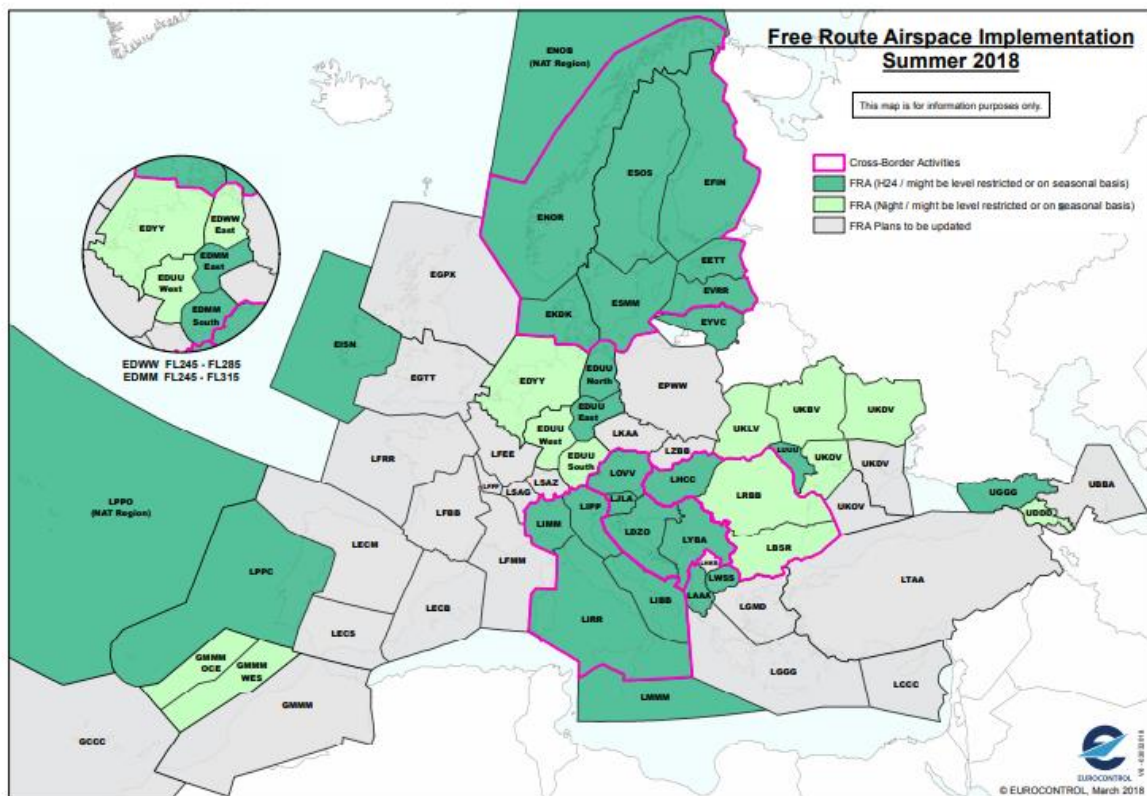 Free Route Airspace Implementation
Summer 2018
This map is for information purposes only.
Cross-Border Activities
FRA (H24 / might be level restricted or on seasonal basis)
FRA (Night / might be level restricted or on seasonal basis)
FRA Plans to be updated
ENOB
(NAT Region)
ESOS
EFIN
ENOR
EETT
EVRR
ESMM
EKDK
EYVC
EGPX
EISN
EGTT
EDYY
EDWW
East
EDMM
East
EDUU
West
EDMM
South
EDWW FL245 - FL285
EDMM FL245 - FL315
EDYY
EDUU
North
EDUU
East
EDUU
West
EDUU
South
EPWW
LKAA
LZBB
UKLV
UKBV
UKDV
UKOV
UKDV
UKOV
LFRR
LFEE
LSAG
LSAZ
LOVV
LHCC
LRBB
LBSR
LJLA
LIMM
LIPP
LDZO
LYBA
LWSS
LAAA
LIBB
LIRR
LMMM
LGMD
LGGG
LTAA
LCCC
UGGG
UDDD
UBBA
LPPO
(NAT Region)
LPPC
LFBB
LFMM
LECM
LECB
LECS
GMMM
OCE
GMMM
WES
GMMM
GCCC
EUROCONTROL
© EUROCONTROL, March 2018